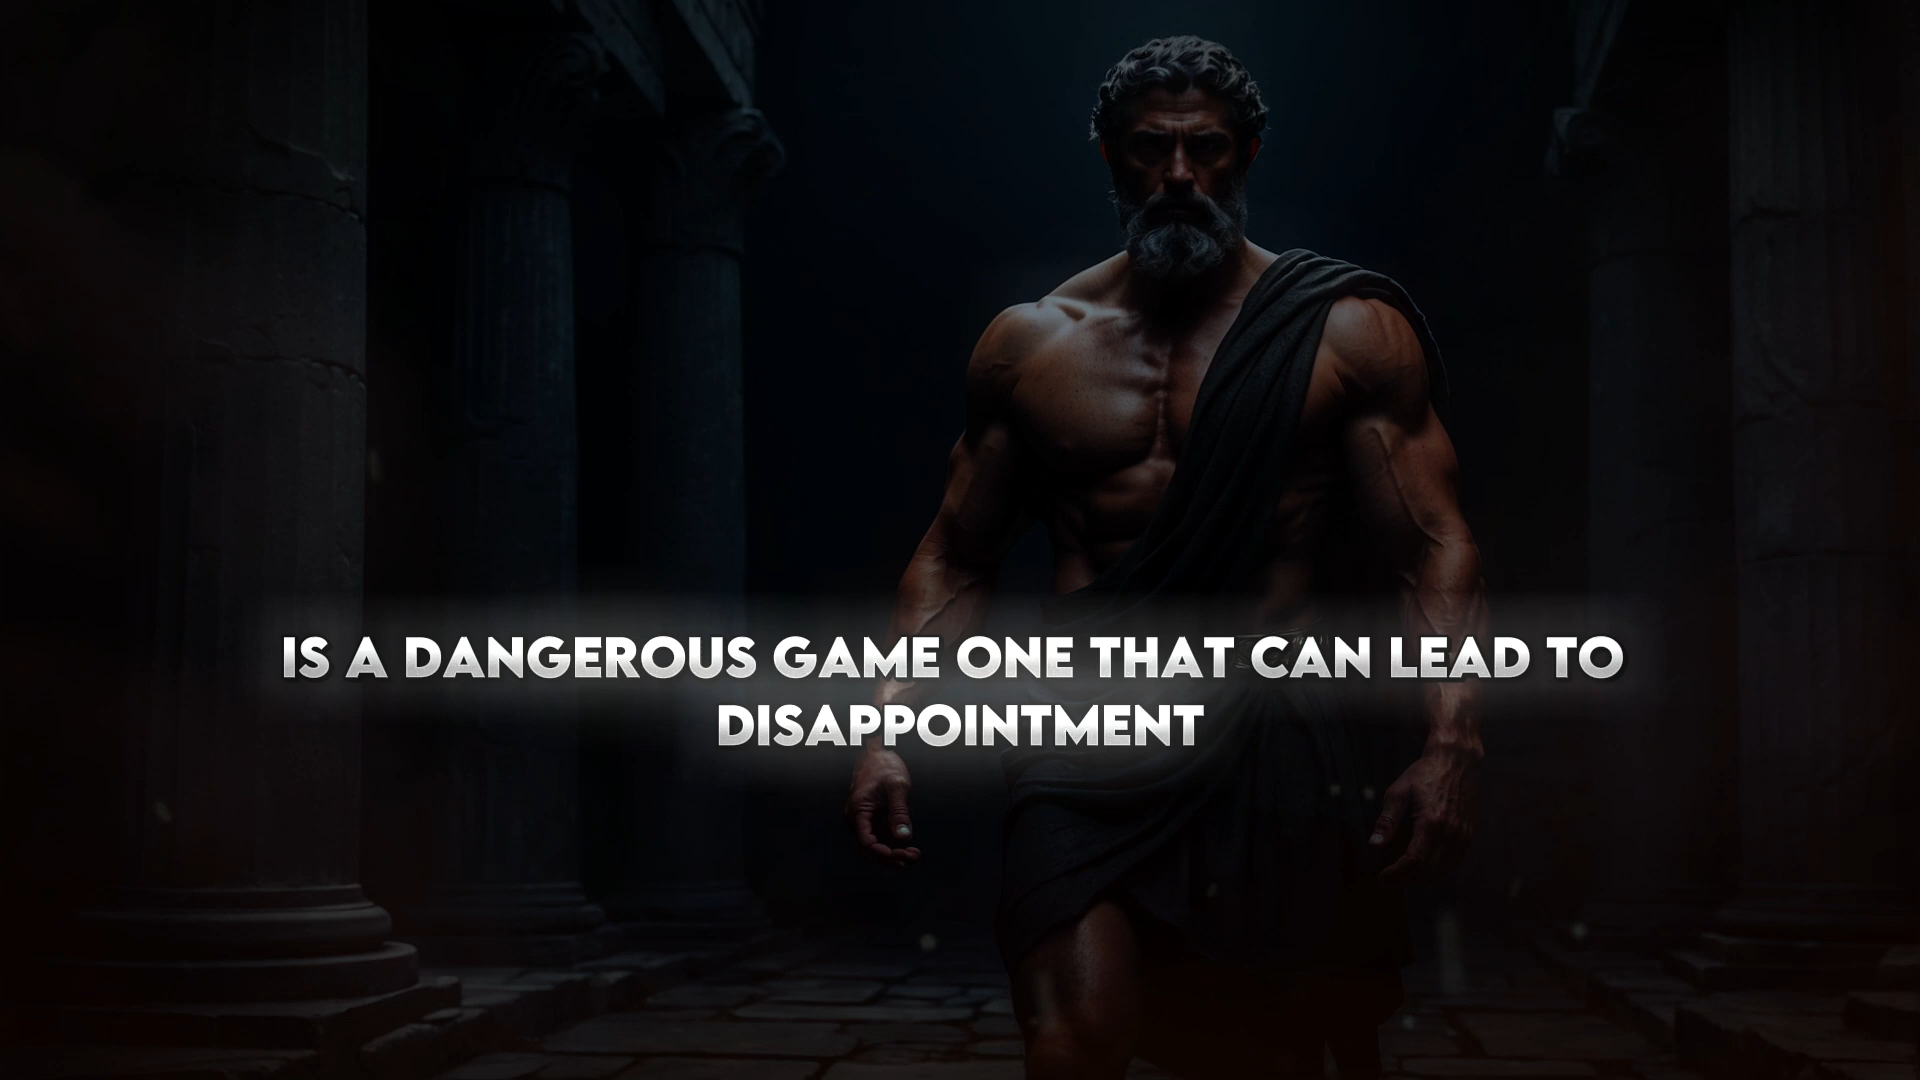 IS A DANGEROUS GAME ONE THAT CAN LEAD TO
DISAPPOINTMENT